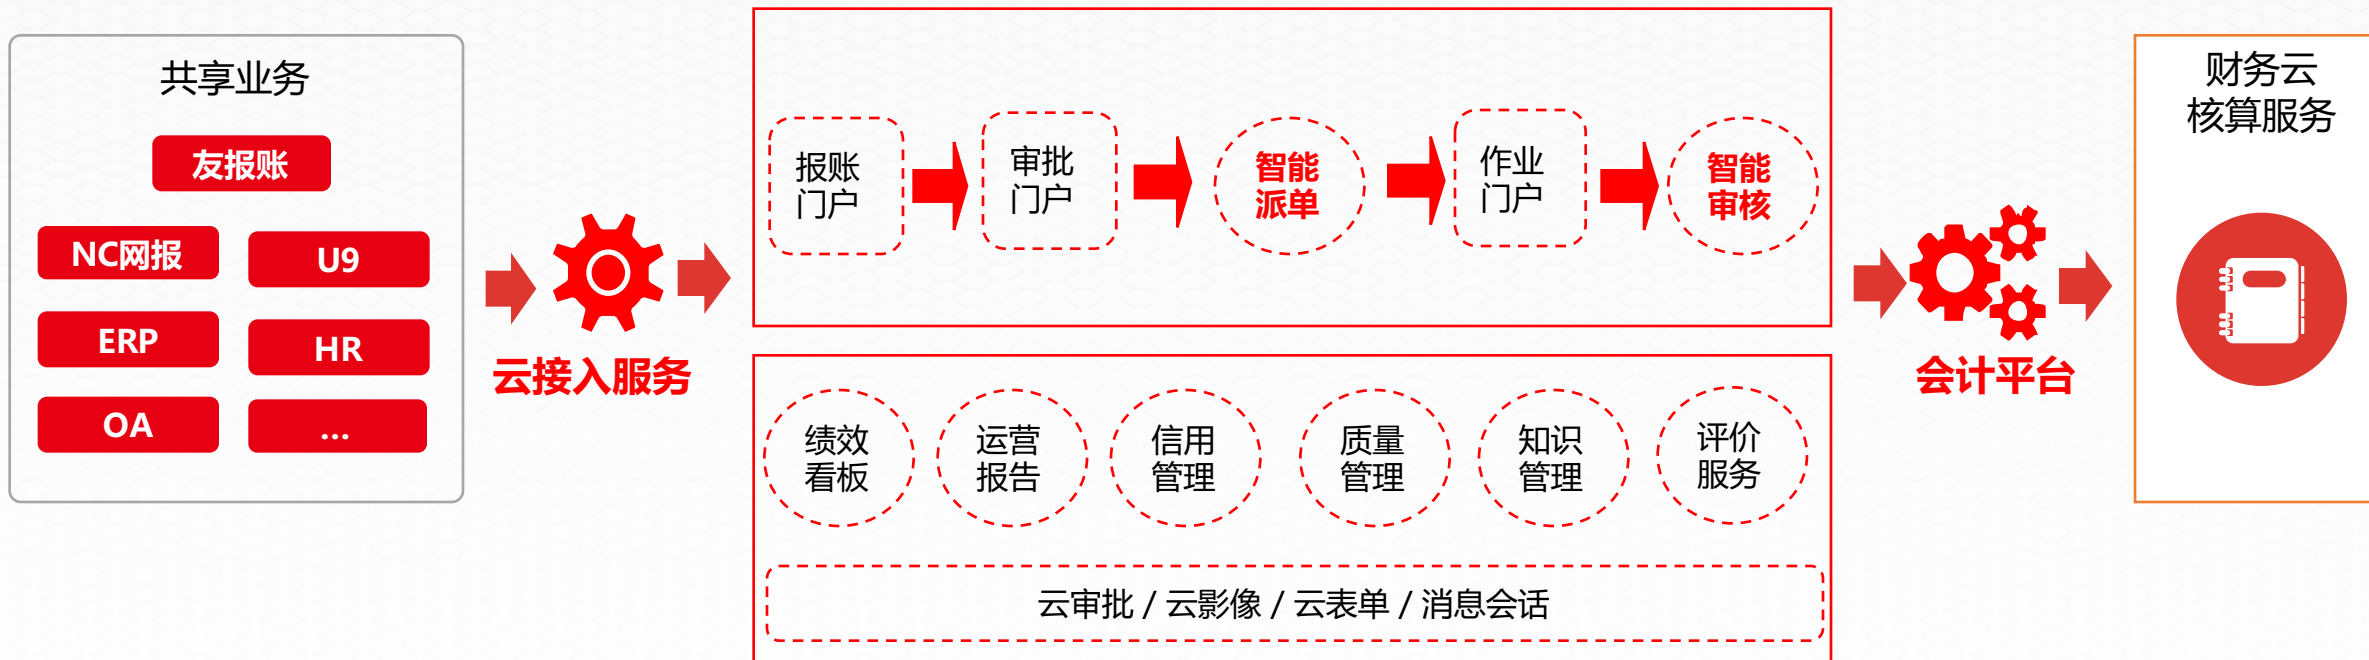 共享业务
友报账
NC网报
U9
ERP
HR
OA
...
云接入服务
报账
门户
审批
门户
智能
派单
作业
门户
智能
审核
绩效
看板
运营
报告
信用
管理
质量
管理
知识
管理
评价
服务
云审批 / 云影像 / 云表单 / 消息会话
会计平台
财务云
核算服务